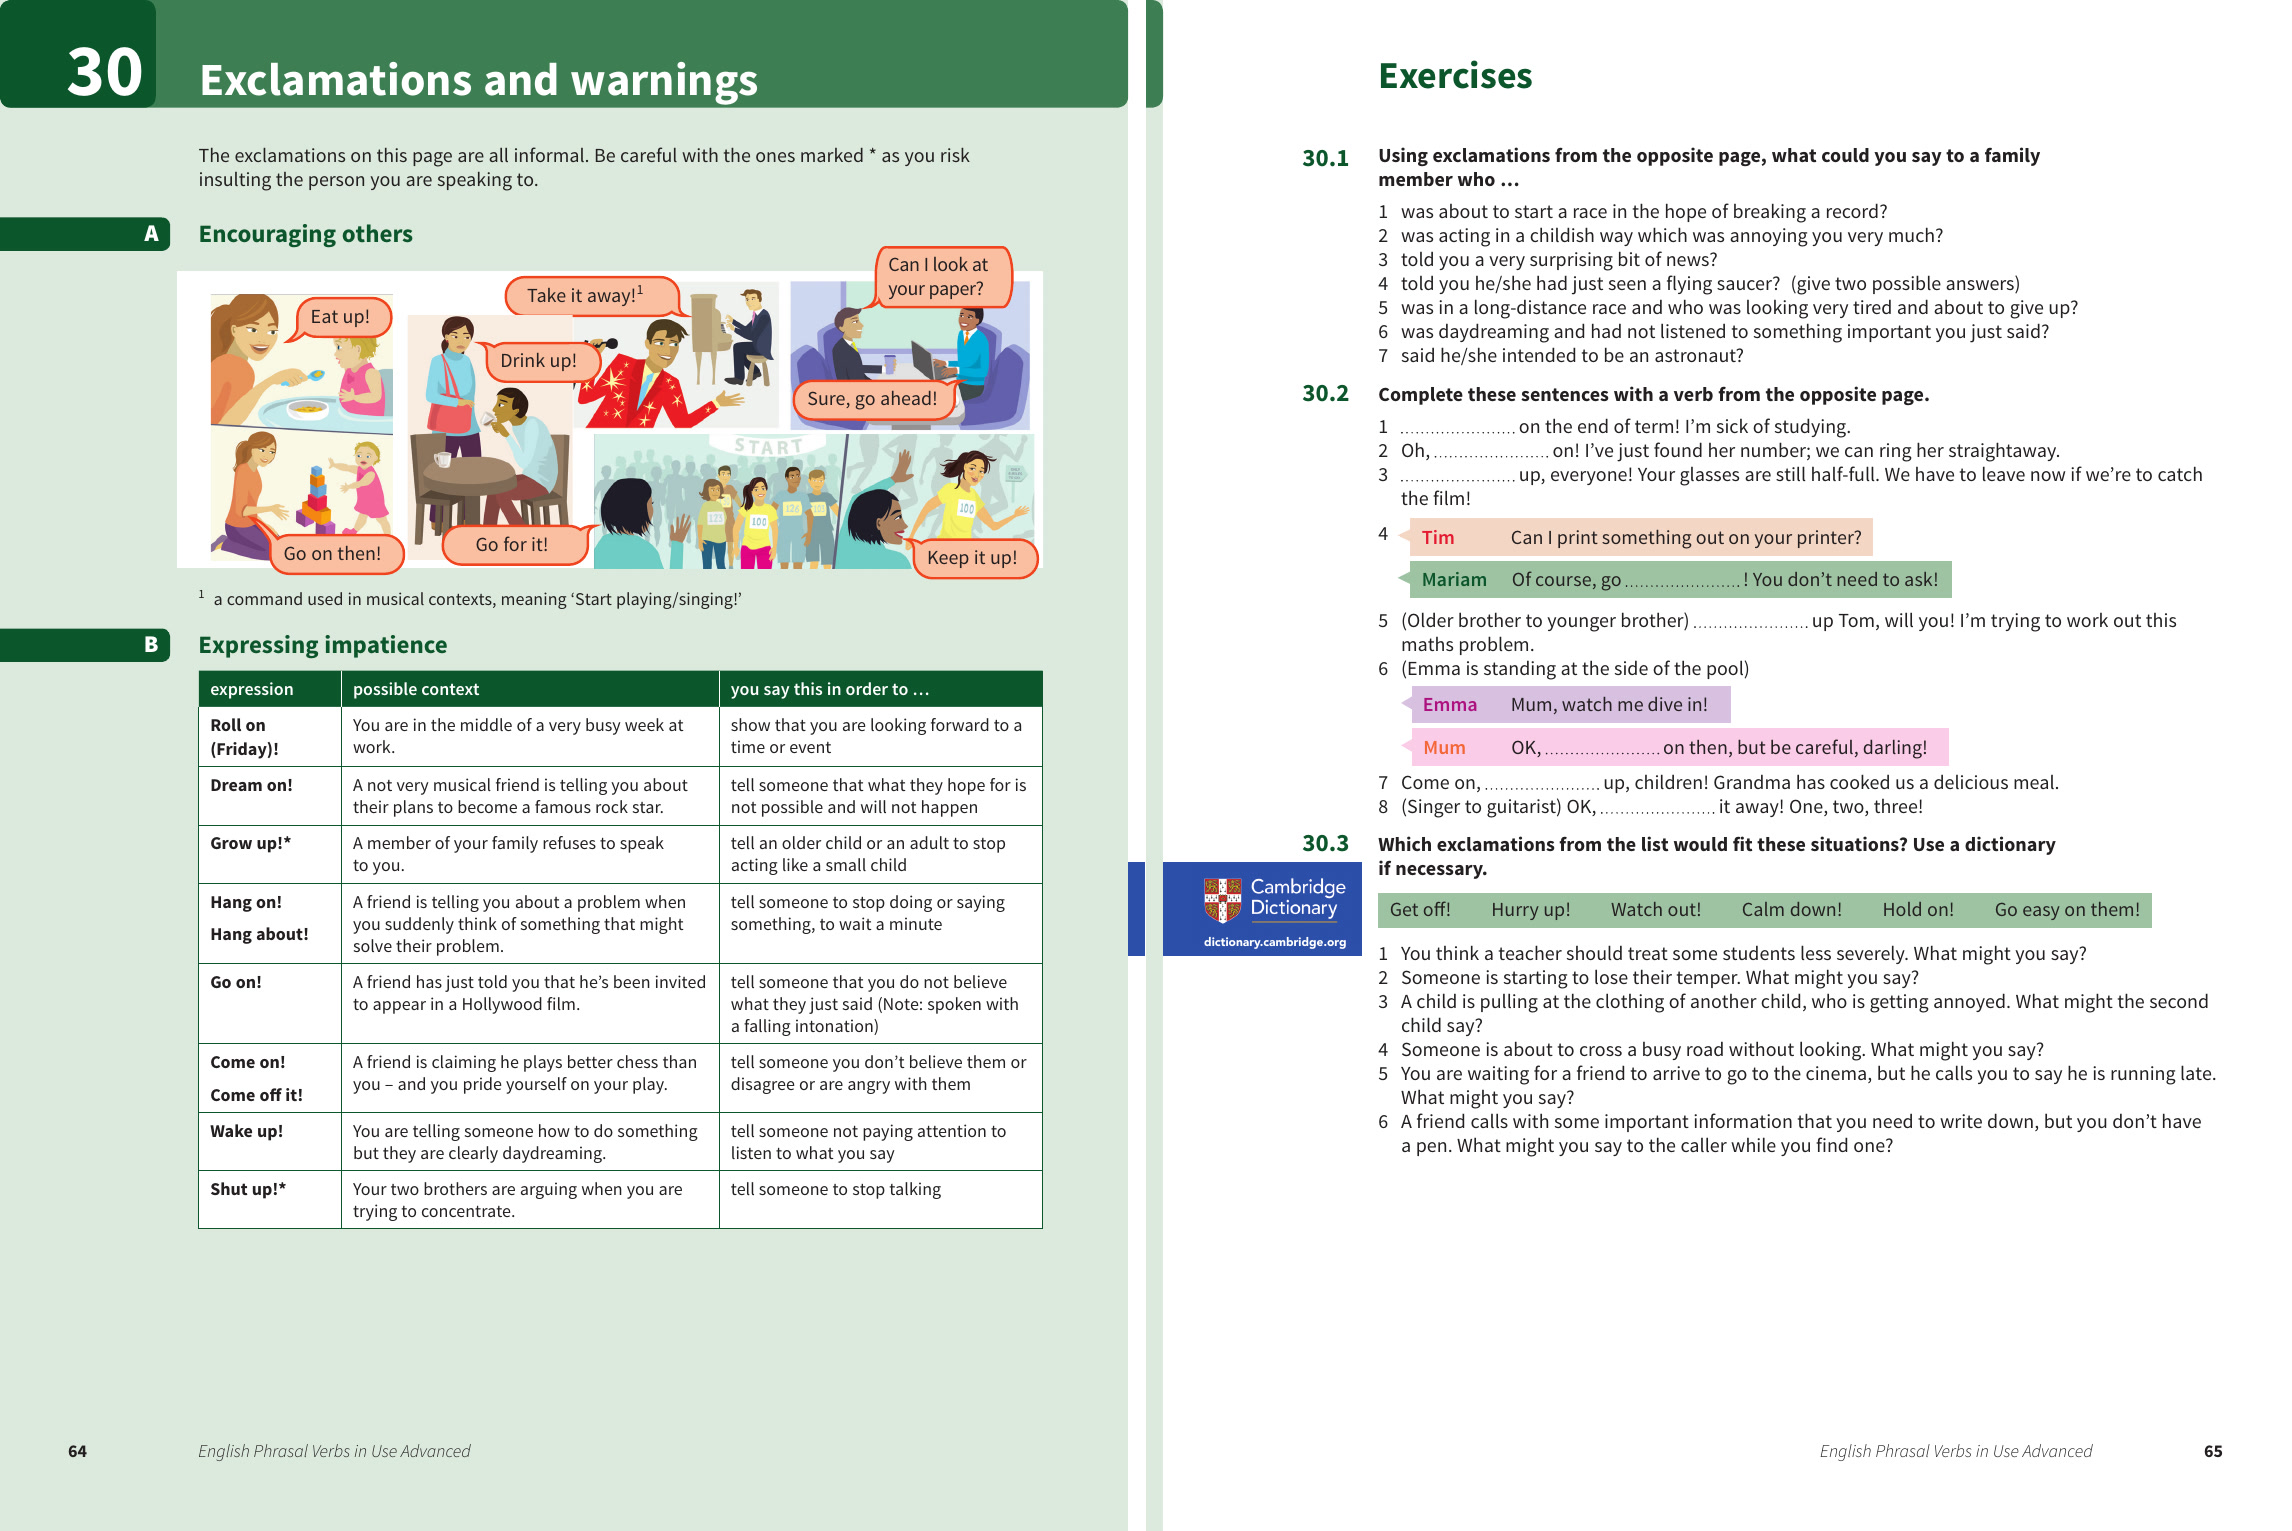 30
Exclamations and warnings
The exclamations on this page are all informal. Be careful with the ones marked * as you risk
insulting the person you are speaking to.
A
Encouraging others
Eat up!
Take it away!1
Drink up!
Can I look at
your paper?
Sure, go ahead!
START
123
100
126
123
100
Go on then!
Go for it!
Keep it up!
1 a command used in musical contexts, meaning ‘Start playing/singing!’
B
Expressing impatience
expression
possible context
you say this in order to …
Roll on
(Friday)!
You are in the middle of a very busy week at
work.
show that you are looking forward to a
time or event
Dream on!
A not very musical friend is telling you about
their plans to become a famous rock star.
tell someone that what they hope for is
not possible and will not happen
Grow up!*
A member of your family refuses to speak
to you.
tell an older child or an adult to stop
acting like a small child
Hang on!
Hang about!
A friend is telling you about a problem when
you suddenly think of something that might
solve their problem.
tell someone to stop doing or saying
something, to wait a minute
Go on!
A friend has just told you that he’s been invited
to appear in a Hollywood film.
tell someone that you do not believe
what they just said (Note: spoken with
a falling intonation)
Come on!
Come off it!
A friend is claiming he plays better chess than
you – and you pride yourself on your play.
tell someone you don’t believe them or
disagree or are angry with them
Wake up!
You are telling someone how to do something
but they are clearly daydreaming.
tell someone not paying attention to
listen to what you say
Shut up!*
Your two brothers are arguing when you are
trying to concentrate.
tell someone to stop talking
64
English Phrasal Verbs in Use Advanced
Exercises
30.1
Using exclamations from the opposite page, what could you say to a family
member who …
1 was about to start a race in the hope of breaking a record?
2 was acting in a childish way which was annoying you very much?
3 told you a very surprising bit of news?
4 told you he/she had just seen a flying saucer? (give two possible answers)
5 was in a long-distance race and who was looking very tired and about to give up?
6 was daydreaming and had not listened to something important you just said?
7 said he/she intended to be an astronaut?
30.2
Complete these sentences with a verb from the opposite page.
1 ....................... on the end of term! I’m sick of studying.
2 Oh, ....................... on! I’ve just found her number; we can ring her straightaway.
3 ....................... up, everyone! Your glasses are still half-full. We have to leave now if we’re to catch
the film!
4 Tim Can I print something out on your printer?
Mariam Of course, go ....................... ! You don’t need to ask!
5 (Older brother to younger brother) ....................... up Tom, will you! I’m trying to work out this
maths problem.
6 (Emma is standing at the side of the pool)
Emma Mum, watch me dive in!
Mum OK, ....................... on then, but be careful, darling!
7 Come on, ....................... up, children! Grandma has cooked us a delicious meal.
8 (Singer to guitarist) OK, ....................... it away! One, two, three!
30.3
Which exclamations from the list would fit these situations? Use a dictionary
if necessary.
Cambridge
Dictionary
dictionary.cambridge.org
Get off! Hurry up! Watch out! Calm down! Hold on! Go easy on them!
1 You think a teacher should treat some students less severely. What might you say?
2 Someone is starting to lose their temper. What might you say?
3 A child is pulling at the clothing of another child, who is getting annoyed. What might the second
child say?
4 Someone is about to cross a busy road without looking. What might you say?
5 You are waiting for a friend to arrive to go to the cinema, but he calls you to say he is running late.
What might you say?
6 A friend calls with some important information that you need to write down, but you don’t have
a pen. What might you say to the caller while you find one?
English Phrasal Verbs in Use Advanced
65